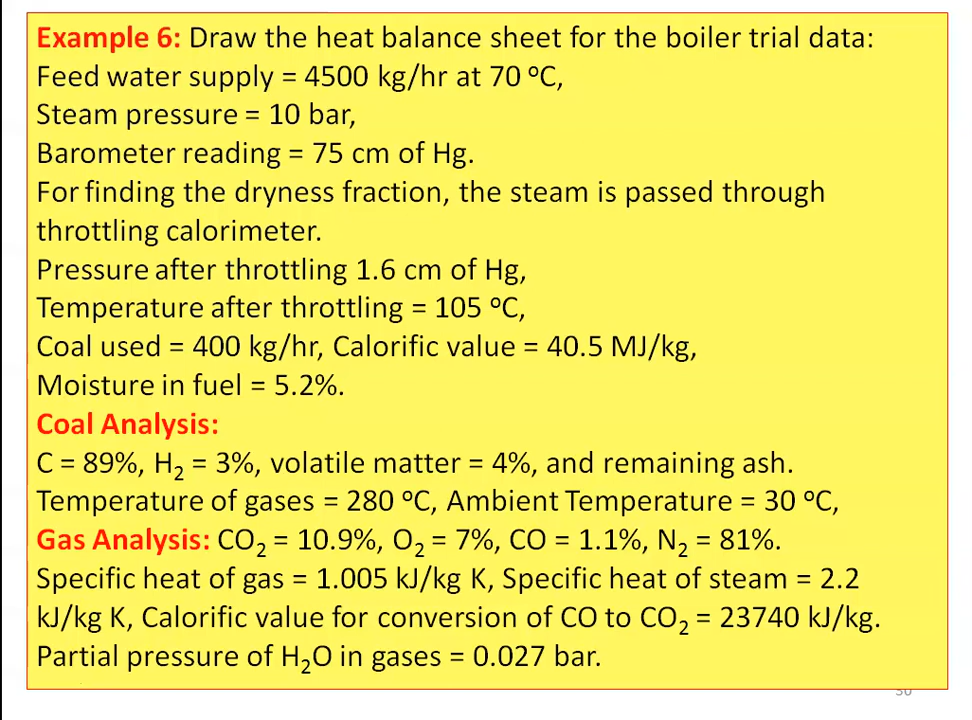 Example 6: Draw the heat balance sheet for the boiler trial data:
Feed water supply = 4500 kg/hr at 70 ºC,
Steam pressure = 10 bar,
Barometer reading = 75 cm of Hg.
For finding the dryness fraction, the steam is passed through
throttling calorimeter.
Pressure after throttling 1.6 cm of Hg,
Temperature after throttling = 105 ºC,
Coal used = 400 kg/hr, Calorific value = 40.5 MJ/kg,
Moisture in fuel = 5.2%.
Coal Analysis:
C = 89%, H₂ = 3%, volatile matter = 4%, and remaining ash.
Temperature of gases = 280 ºC, Ambient Temperature = 30 ºC,
Gas Analysis: CO₂ = 10.9%, O₂ = 7%, CO = 1.1%, N₂ = 81%.
Specific heat of gas = 1.005 kJ/kg K, Specific heat of steam = 2.2
kJ/kg K, Calorific value for conversion of CO to CO₂ = 23740 kJ/kg.
Partial pressure of H₂O in gases = 0.027 bar.
30